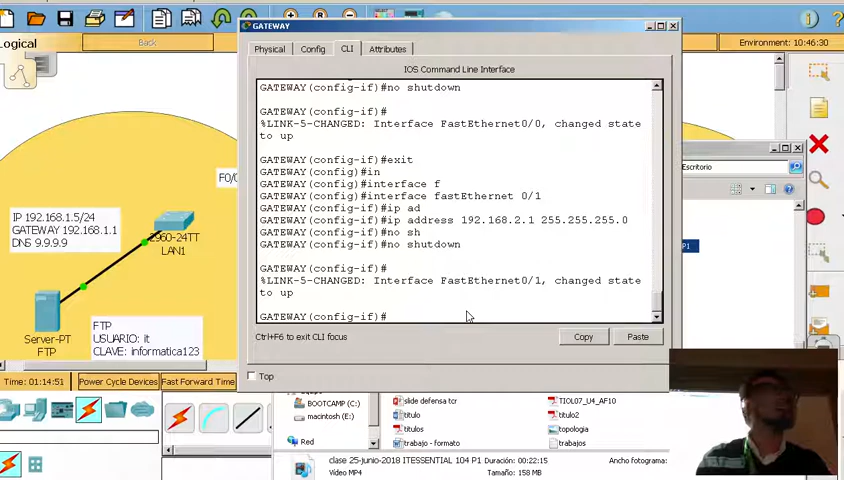 GATEWAY
Logical
Back
Environment: 10:46:30
Physical
Config
CLI
Attributes
IOS Command Line Interface
GATEWAY(config-if)#no shutdown
GATEWAY(config-if)#
%LINK-5-CHANGED: Interface FastEthernet0/0, changed state
to up
GATEWAY(config-if)#exit
GATEWAY(config)#in
GATEWAY(config)#interface f
GATEWAY(config)#interface fastEthernet 0/1
GATEWAY(config-if)#ip ad
GATEWAY(config-if)#ip address 192.168.2.1 255.255.255.0
GATEWAY(config-if)#no sh
GATEWAY(config-if)#no shutdown
GATEWAY(config-if)#
%LINK-5-CHANGED: Interface FastEthernet0/1, changed state
to up
GATEWAY(config-if)#
Ctrl+F6 to exit CLI focus
Copy
Paste
Top
F0/0
IP 192.168.1.5/24
GATEWAY 192.168.1.1
DNS 9.9.9.9
2960-24TT
LAN1
Server-PT
FTP
FTP
USUARIO: it
CLAVE: informatica123
Escritorio
P1
Time: 01:14:51
Power Cycle Devices
Fast Forward Time
BOOTCAMP (C:)
macintosh (E:)
Red
slide defensa tcr
titulo
titulos
trabajo - formato
TIOL07_U4_AF10
titulo2
topologia
trabajos
clase 25-junio-2018 ITESSENTIAL 104 P1
Vídeo MP4
Duración: 00:22:15
Tamaño: 158 MB
Ancho fotograma: